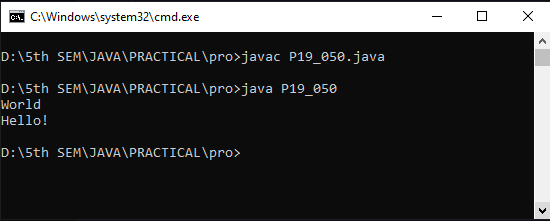 C:\Windows\system32\cmd.exe
D:\5th SEM\JAVA\PRACTICAL\pro>javac P19_050.java
D:\5th SEM\JAVA\PRACTICAL\pro>java P19_050
World
Hello!
D:\5th SEM\JAVA\PRACTICAL\pro>